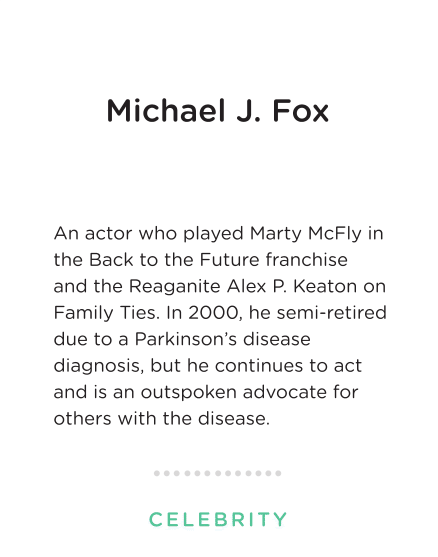 Michael J. Fox
An actor who played Marty McFly in
the Back to the Future franchise
and the Reaganite Alex P. Keaton on
Family Ties. In 2000, he semi-retired
due to a Parkinson’s disease
diagnosis, but he continues to act
and is an outspoken advocate for
others with the disease.
CELEBRITY